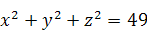 x² + y² + z² = 49